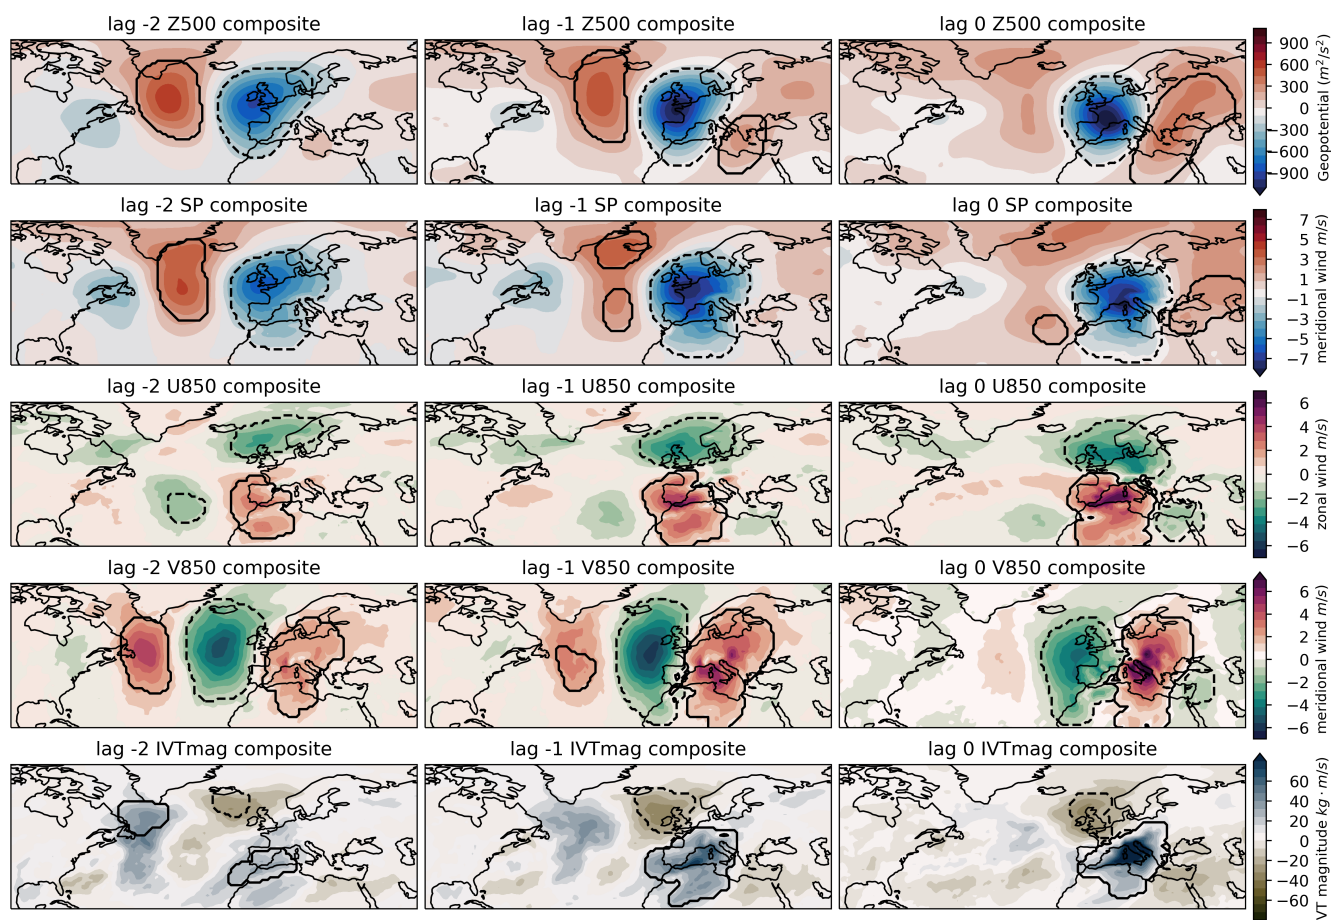 lag -2 Z500 composite
lag -1 Z500 composite
lag 0 Z500 composite
900
600
300
0
−300
−600
−900
Geopotential (m²/s²)
lag -2 SP composite
lag -1 SP composite
lag 0 SP composite
7
5
3
1
−1
−3
−5
−7
meridional wind m/s
lag -2 U850 composite
lag -1 U850 composite
lag 0 U850 composite
6
4
2
0
−2
−4
−6
zonal wind m/s
lag -2 V850 composite
lag -1 V850 composite
lag 0 V850 composite
6
4
2
0
−2
−4
−6
meridional wind m/s
lag -2 IVTmag composite
lag -1 IVTmag composite
lag 0 IVTmag composite
60
40
20
0
−20
−40
−60
VT magnitude kg · m/s